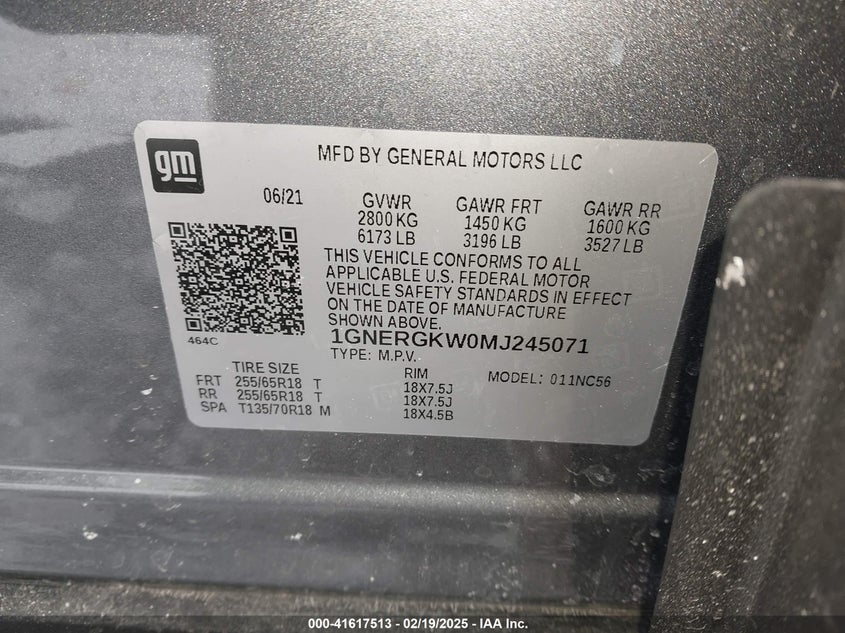 gm
MFD BY GENERAL MOTORS LLC
06/21
GVWR GAWR FRT GAWR RR
2800 KG 1450 KG 1600 KG
6173 LB 3196 LB 3527 LB
THIS VEHICLE CONFORMS TO ALL
APPLICABLE U.S. FEDERAL MOTOR
VEHICLE SAFETY STANDARDS IN EFFECT
ON THE DATE OF MANUFACTURE
SHOWN ABOVE.
464C
1GNERGKW0MJ245071
TYPE: M.P.V.
TIRE SIZE RIM MODEL: 011NC56
FRT 255/65R18 T 18X7.5J
RR 255/65R18 T 18X7.5J
SPA T135/70R18 M 18X4.5B
000-41617513 - 02/19/2025 - IAA Inc.